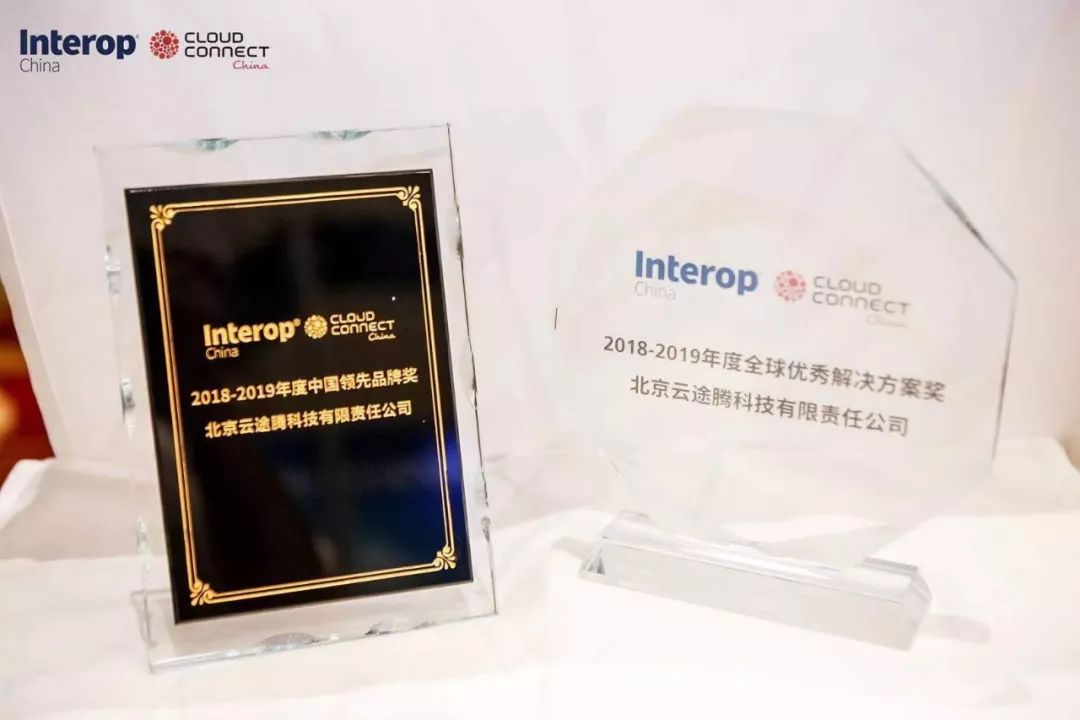 Interop
China
CLOUD
CONNECT
China
Interop®
China
CLOUD
CONNECT
China
2018-2019年度中国领先品牌奖
北京云途腾科技有限责任公司
Interop
China
CLOUD
CONNECT
China
2018-2019年度全球优秀解决方案奖
北京云途腾科技有限责任公司